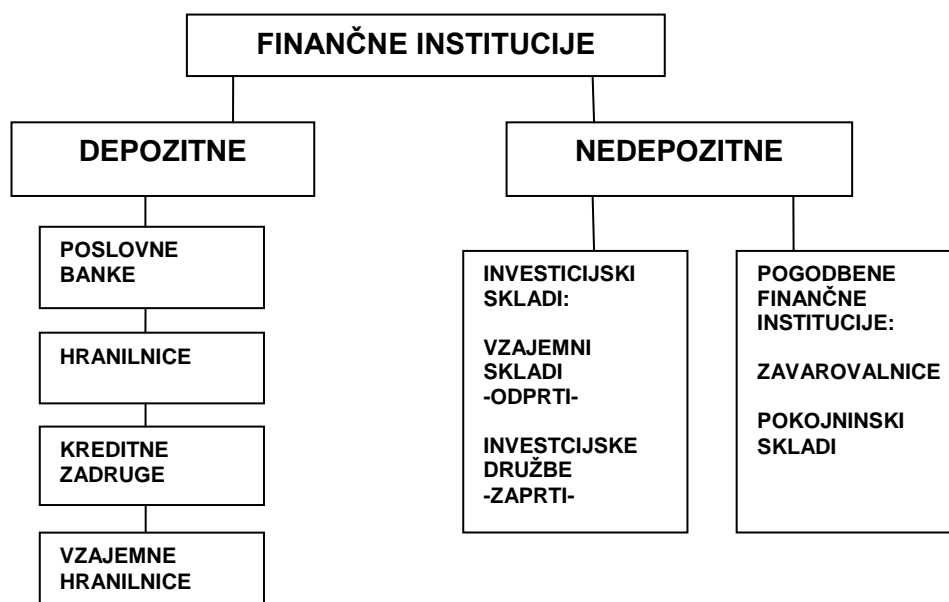 FINANČNE INSTITUCIJE
DEPOZITNE
NEDEPOZITNE
POSLOVNE
BANKE
HRANILNICE
KREDITNE
ZADRUGE
VZAJEMNE
HRANILNICE
INVESTICIJSKI
SKLADI:
VZAJEMNI
SKLADI
-ODPRTI-
INVESTCIJSKE
DRUŽBE
-ZAPRTI-
POGODBENE
FINANČNE
INSTITUCIJE:
ZAVAROVALNICE
POKOJNINSKI
SKLADI